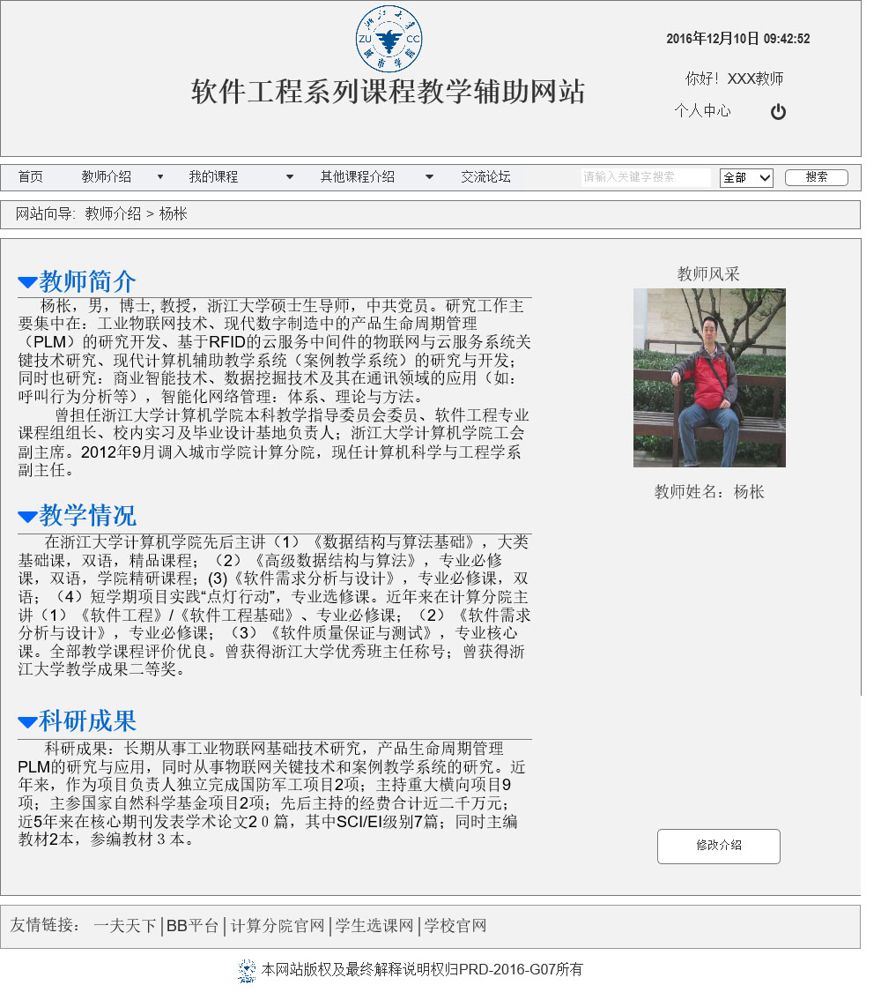 浙江大学
ZUCC
城市学院
软件工程系列课程教学辅助网站
2016年12月10日 09:42:52
你好！XXX教师
个人中心
首页 教师介绍 我的课程 其他课程介绍 交流论坛 请输入关键字搜索 全部 搜索
网站向导: 教师介绍 > 杨枨
教师简介
杨枨，男，博士, 教授，浙江大学硕士生导师，中共党员。研究工作主
要集中在：工业物联网技术、现代数字制造中的产品生命周期管理
（PLM）的研究开发、基于RFID的云服务中间件的物联网与云服务系统关
键技术研究、现代计算机辅助教学系统（案例教学系统）的研究与开发；
同时也研究：商业智能技术、数据挖掘技术及其在通讯领域的应用（如：
呼叫行为分析等），智能化网络管理：体系、理论与方法。
曾担任浙江大学计算机学院本科教学指导委员会委员、软件工程专业
课程组组长、校内实习及毕业设计基地负责人；浙江大学计算机学院工会
副主席。2012年9月调入城市学院计算分院，现任计算机科学与工程学系
副主任。
教学情况
在浙江大学计算机学院先后主讲（1）《数据结构与算法基础》，大类
基础课，双语，精品课程；（2）《高级数据结构与算法》，专业必修
课，双语，学院精研课程；(3)《软件需求分析与设计》，专业必修课，双
语；（4）短学期项目实践“点灯行动”，专业选修课。近年来在计算分院主
讲（1）《软件工程》/《软件工程基础》、专业必修课；（2）《软件需求
分析与设计》，专业必修课；（3）《软件质量保证与测试》，专业核心
课。全部教学课程评价优良。曾获得浙江大学优秀班主任称号；曾获得浙
江大学教学成果二等奖。
科研成果
科研成果：长期从事工业物联网基础技术研究，产品生命周期管理
PLM的研究与应用，同时从事物联网关键技术和案例教学系统的研究。近
年来，作为项目负责人独立完成国防军工项目2项；主持重大横向项目9
项；主参国家自然科学基金项目2项；先后主持的经费合计近二千万元；
近5年来在核心期刊发表学术论文2０篇，其中SCI/EI级别7篇；同时主编
教材2本，参编教材３本。
教师风采
教师姓名：杨枨
修改介绍
友情链接： 一夫天下|BB平台|计算分院官网|学生选课网|学校官网
本网站版权及最终解释说明权归PRD-2016-G07所有